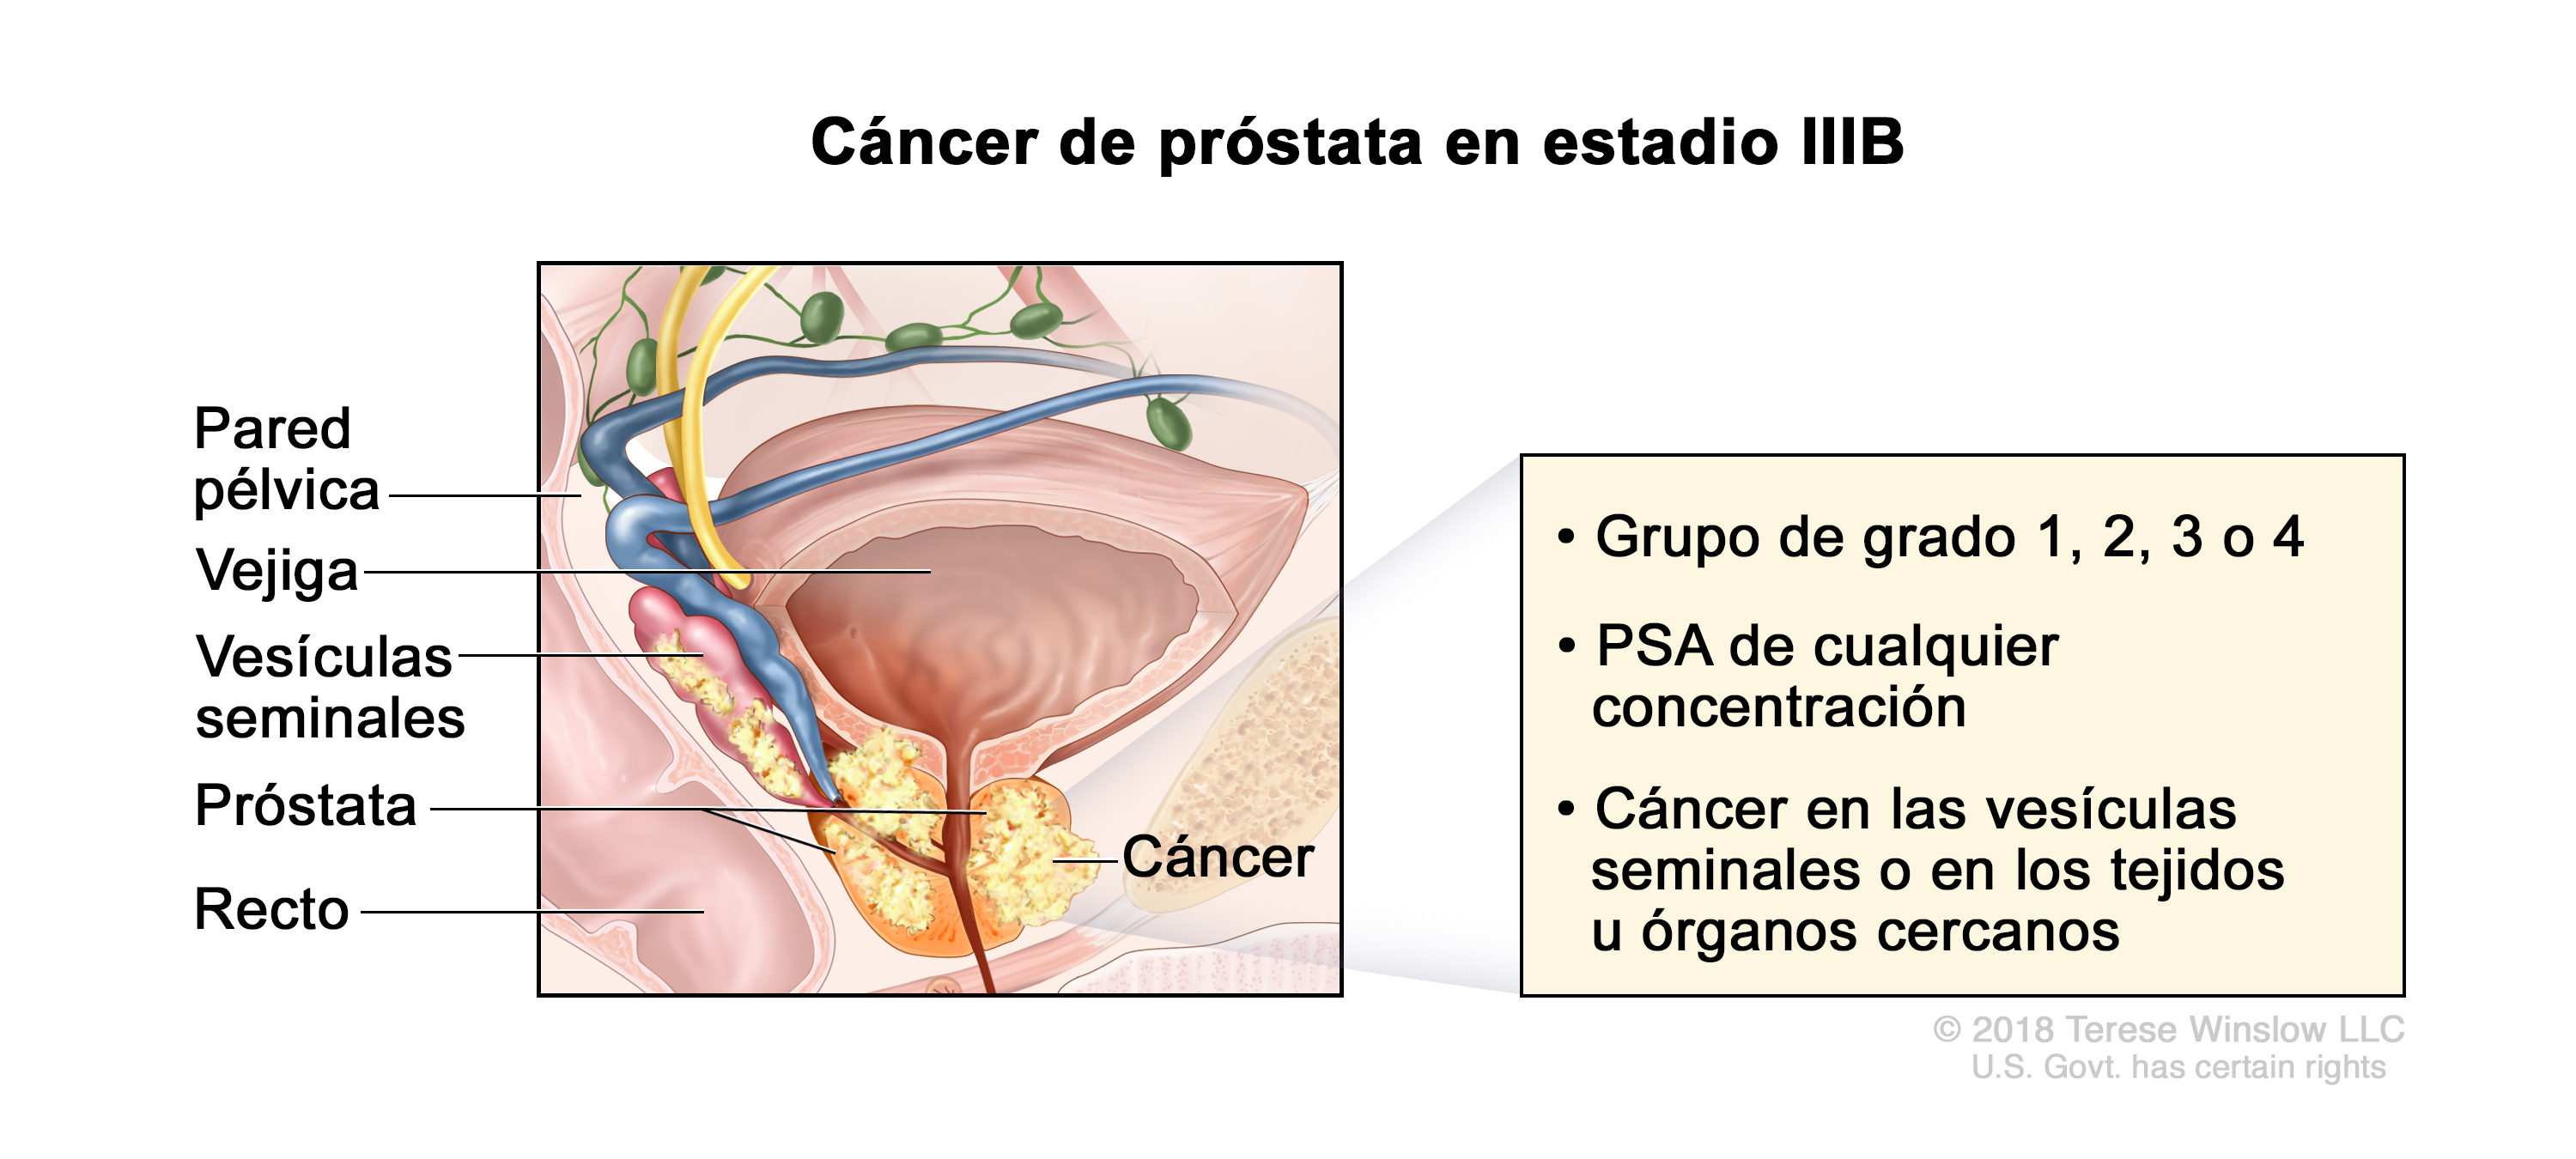 Cáncer de próstata en estadio IIIB
Pared
pélvica
Vejiga
Vesículas
seminales
Próstata
Recto
Cáncer
• Grupo de grado 1, 2, 3 o 4
• PSA de cualquier
concentración
• Cáncer en las vesículas
seminales o en los tejidos
u órganos cercanos
© 2018 Terese Winslow LLC
U.S. Govt. has certain rights